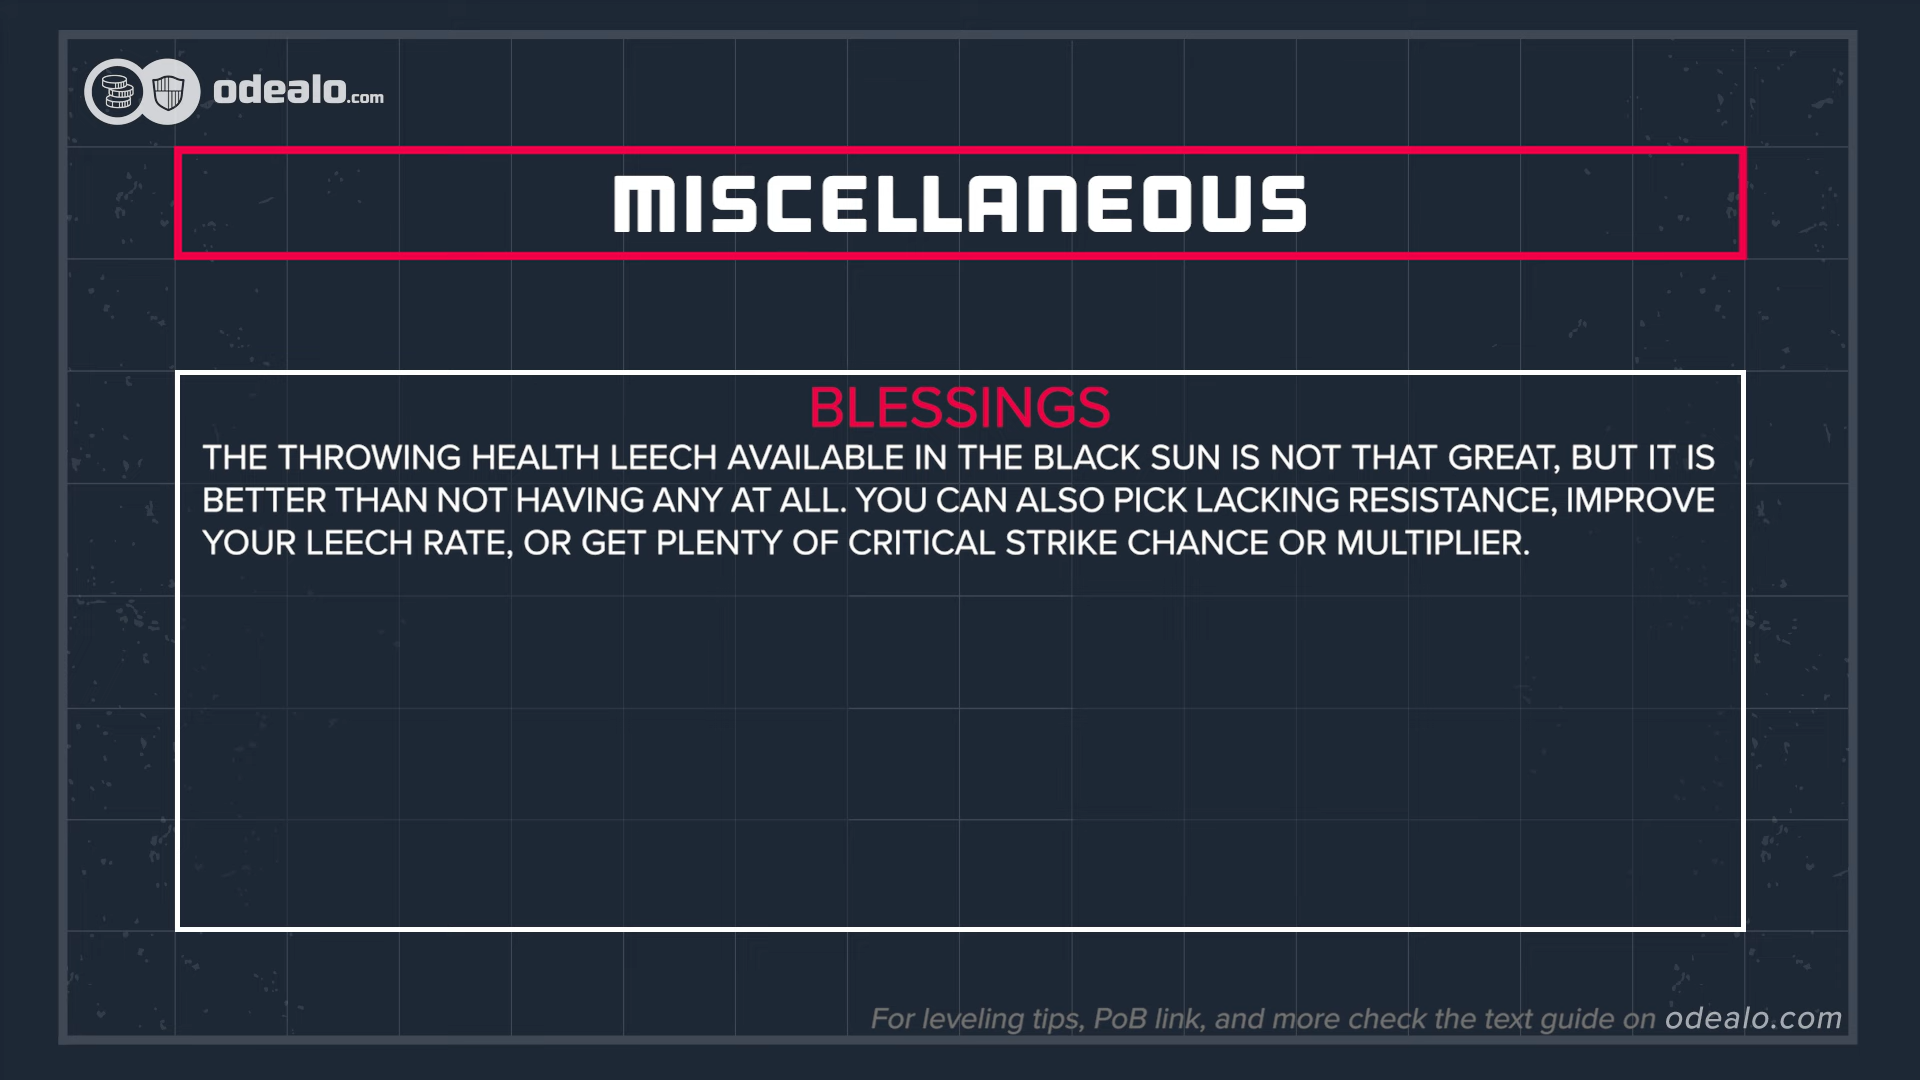 odealo.com
MISCELLANEOUS
BLESSINGS
THE THROWING HEALTH LEECH AVAILABLE IN THE BLACK SUN IS NOT THAT GREAT, BUT IT IS
BETTER THAN NOT HAVING ANY AT ALL. YOU CAN ALSO PICK LACKING RESISTANCE, IMPROVE
YOUR LEECH RATE, OR GET PLENTY OF CRITICAL STRIKE CHANCE OR MULTIPLIER.
For leveling tips, PoB link, and more check the text guide on odealo.com